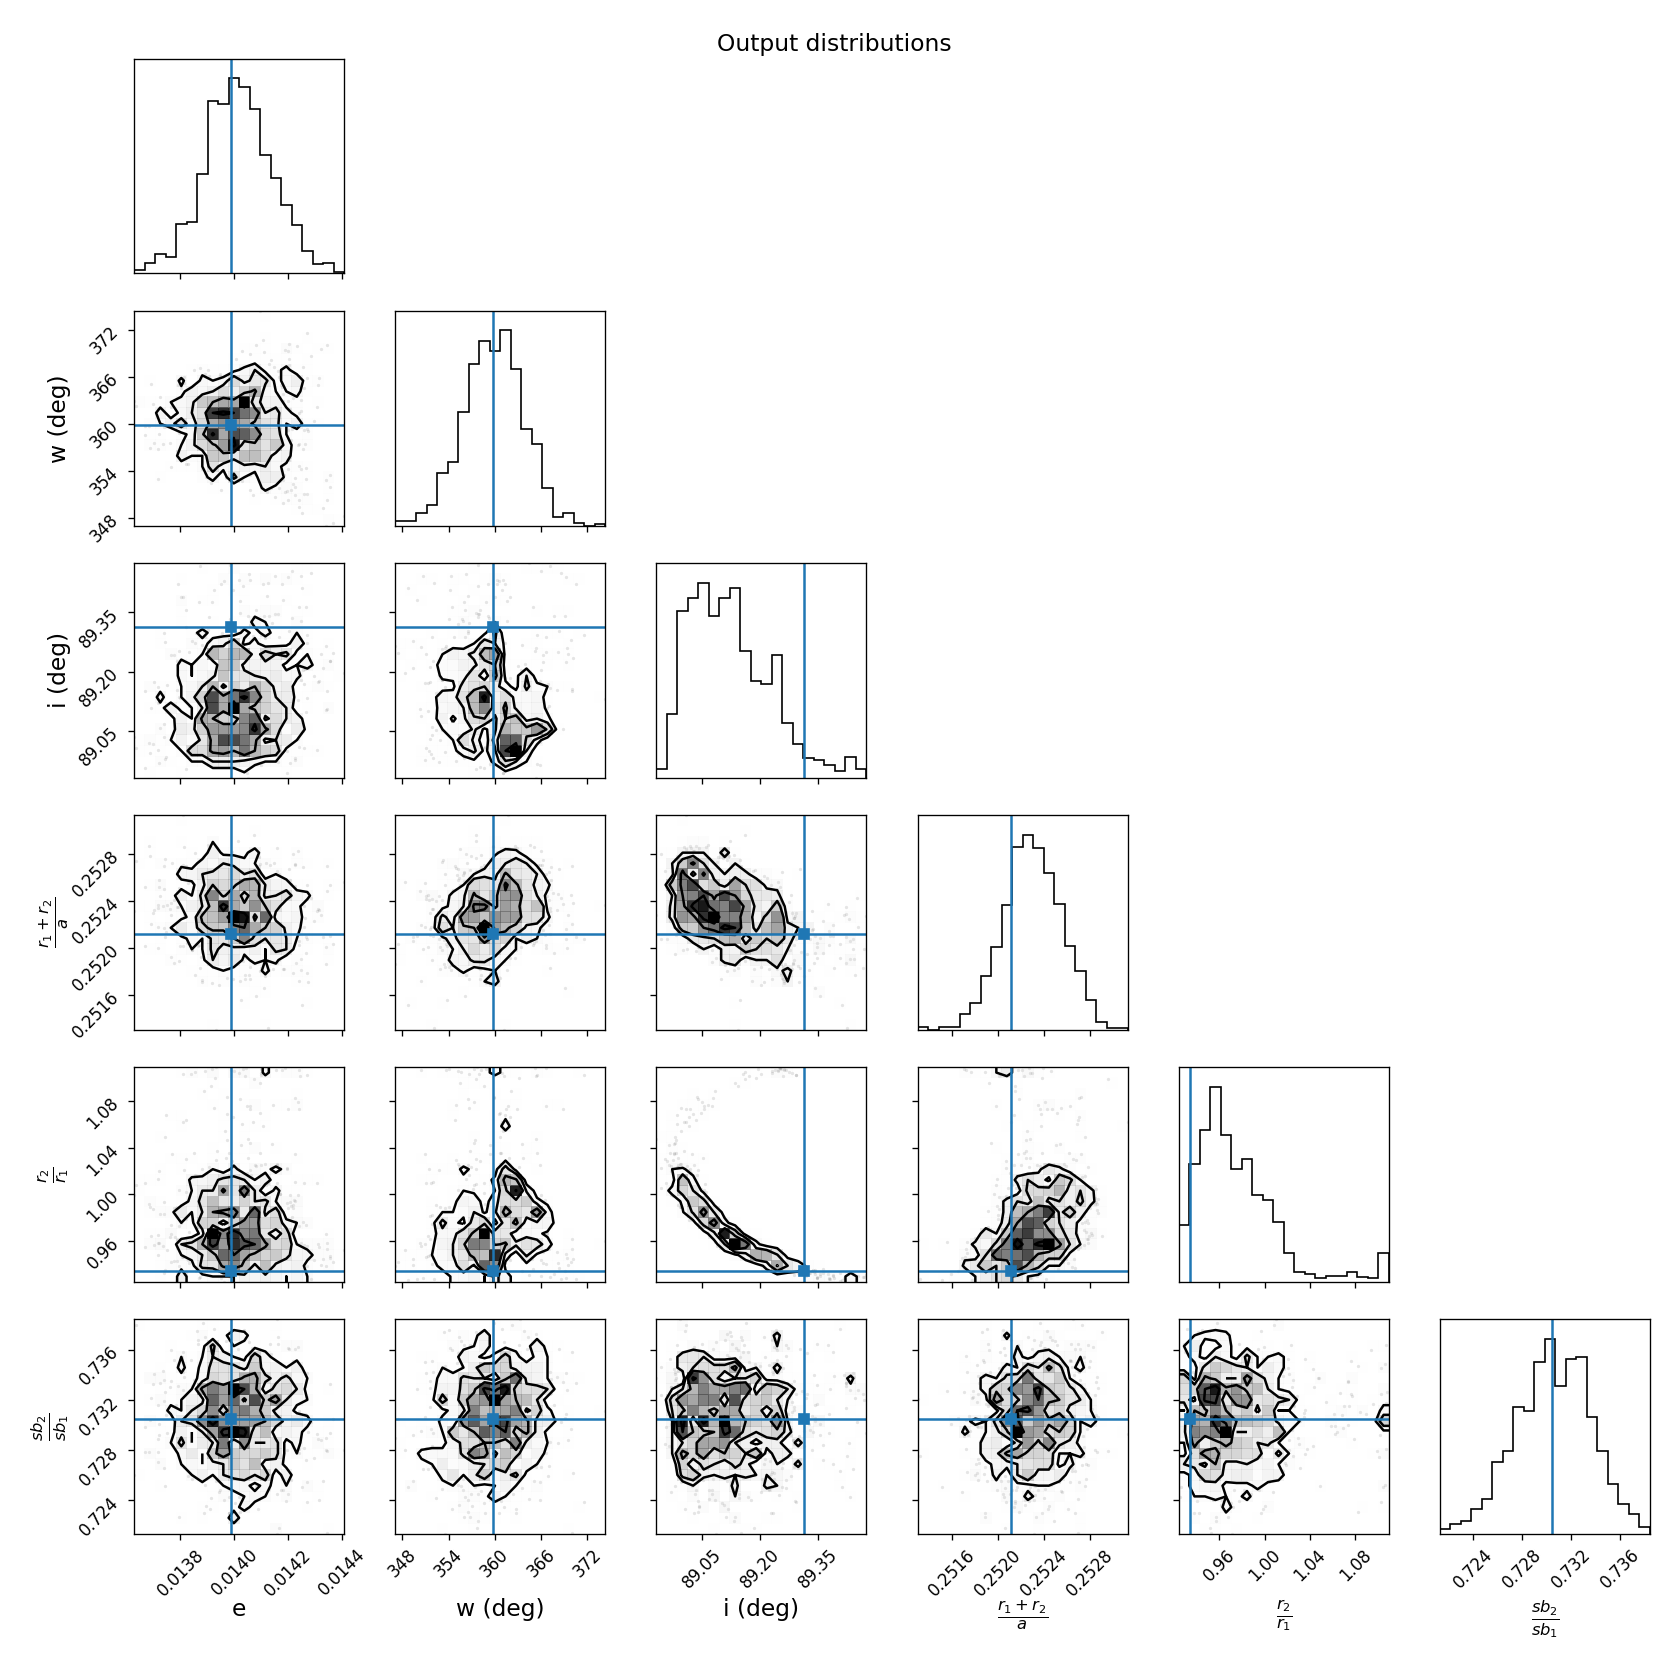 Output distributions
w (deg)
372
366
360
354
348
i (deg)
89.35
89.20
89.05
r₁ + r₂
a
0.2528
0.2524
0.2520
0.2516
r₂
r₁
1.08
1.04
1.00
0.96
sb₂
sb₁
0.736
0.732
0.728
0.724
0.0138 0.0140 0.0142 0.0144 348 354 360 366 372 89.05 89.20 89.35 0.2516 0.2520 0.2524 0.2528 0.96 1.00 1.04 1.08 0.724 0.728 0.732 0.736
e w (deg) i (deg) r₁ + r₂ r₂ sb₂
a r₁ sb₁